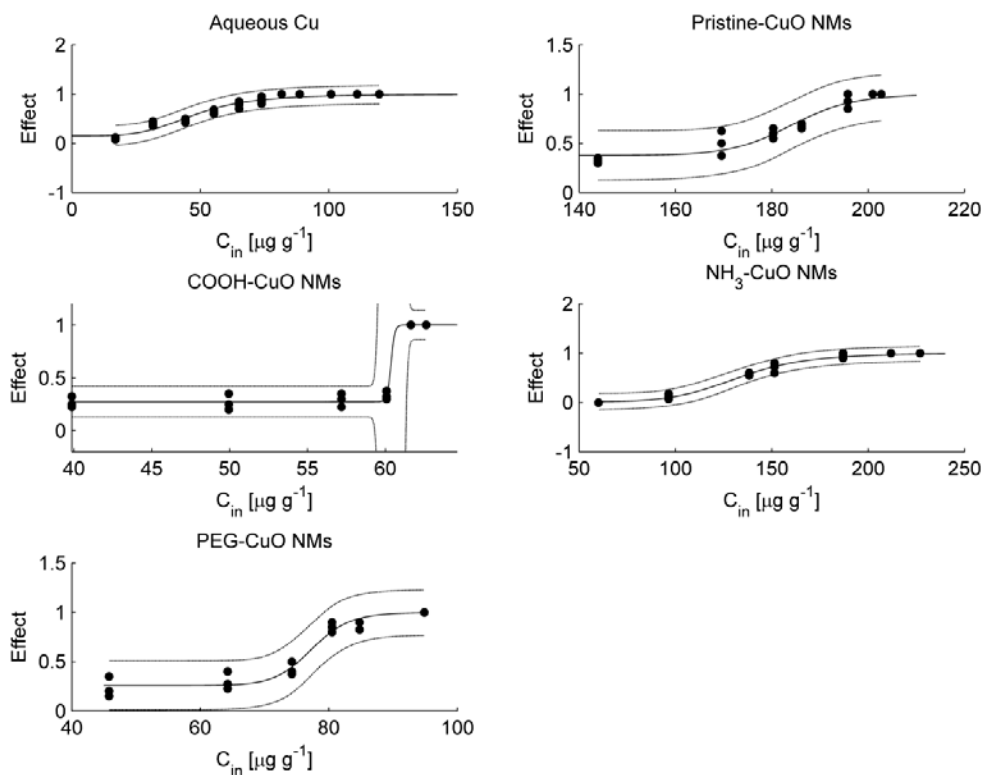 Aqueous Cu
2
1
0
-1
Effect
0 50 100 150
C_in [μg g⁻¹]
Pristine-CuO NMs
1.5
1
0.5
0
Effect
140 160 180 200 220
C_in [μg g⁻¹]
COOH-CuO NMs
1
0.5
0
Effect
40 45 50 55 60
C_in [μg g⁻¹]
NH₃-CuO NMs
2
1
0
-1
Effect
50 100 150 200 250
C_in [μg g⁻¹]
PEG-CuO NMs
1.5
1
0.5
0
Effect
40 60 80 100
C_in [μg g⁻¹]